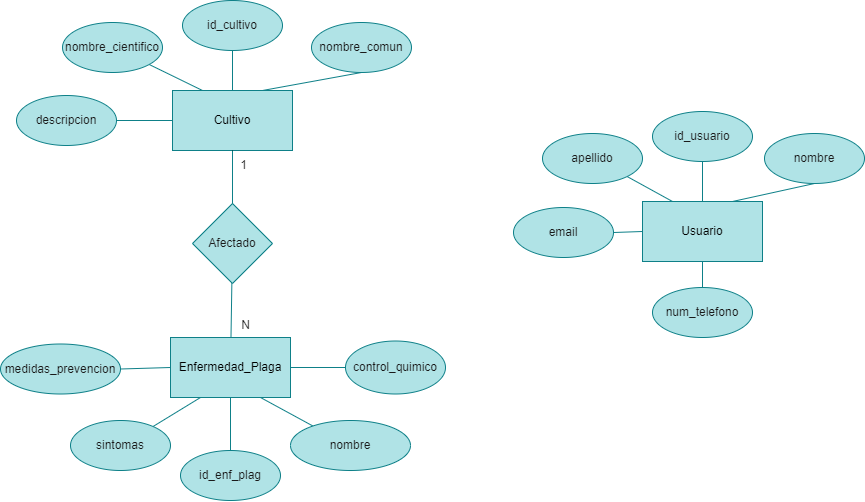 id_cultivo
nombre_cientifico
nombre_comun
descripcion
Cultivo
1
Afectado
N
medidas_prevencion
Enfermedad_Plaga
control_quimico
sintomas
nombre
id_enf_plag
id_usuario
apellido
nombre
email
Usuario
num_telefono